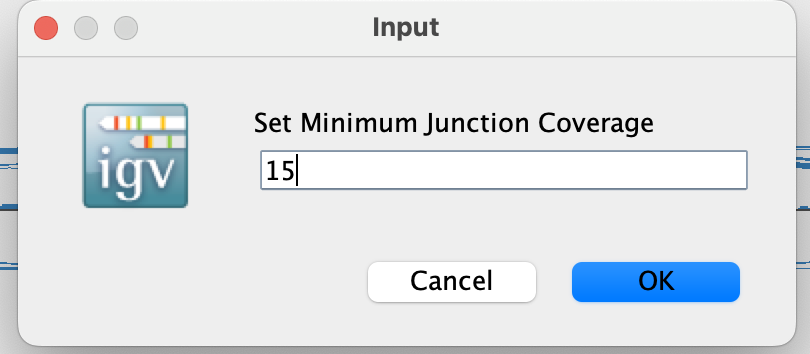 Input
igv
Set Minimum Junction Coverage
15
Cancel
OK